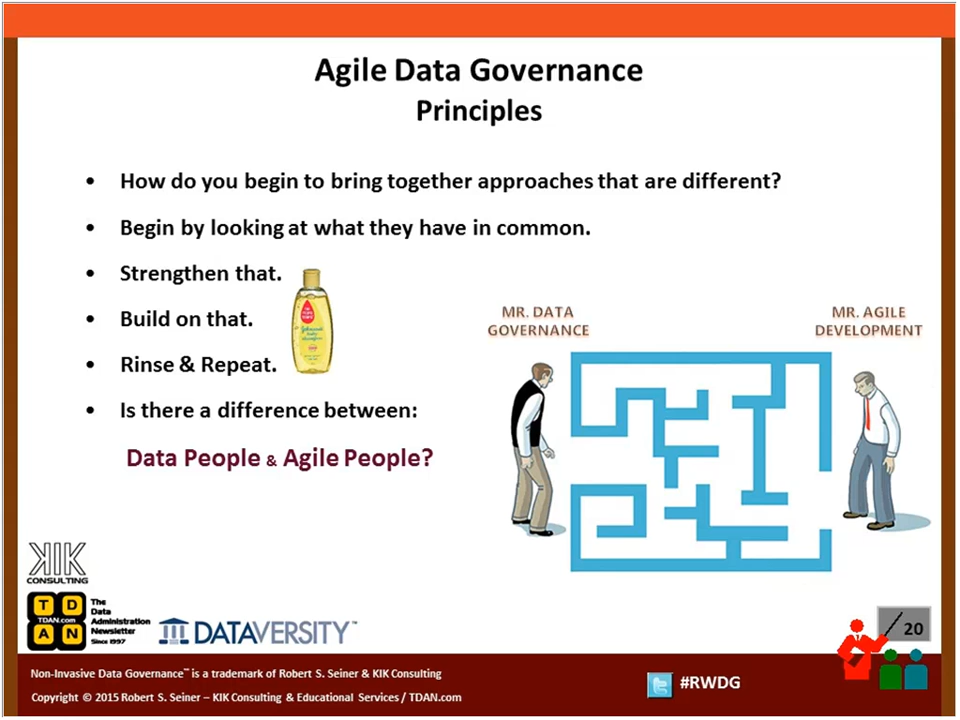 Agile Data Governance
Principles
• How do you begin to bring together approaches that are different?
• Begin by looking at what they have in common.
• Strengthen that.
• Build on that.
• Rinse & Repeat.
• Is there a difference between:
Data People & Agile People?
Johnson's
MR. DATA
GOVERNANCE
MR. AGILE
DEVELOPMENT
KIK
CONSULTING
T D
TDAN.com
A N
The
Data
Administration
Newsletter
Since 1997
DATAVERSITY™
20
Non-Invasive Data Governance™ is a trademark of Robert S. Seiner & KIK Consulting
Copyright © 2015 Robert S. Seiner – KIK Consulting & Educational Services / TDAN.com
#RWDG